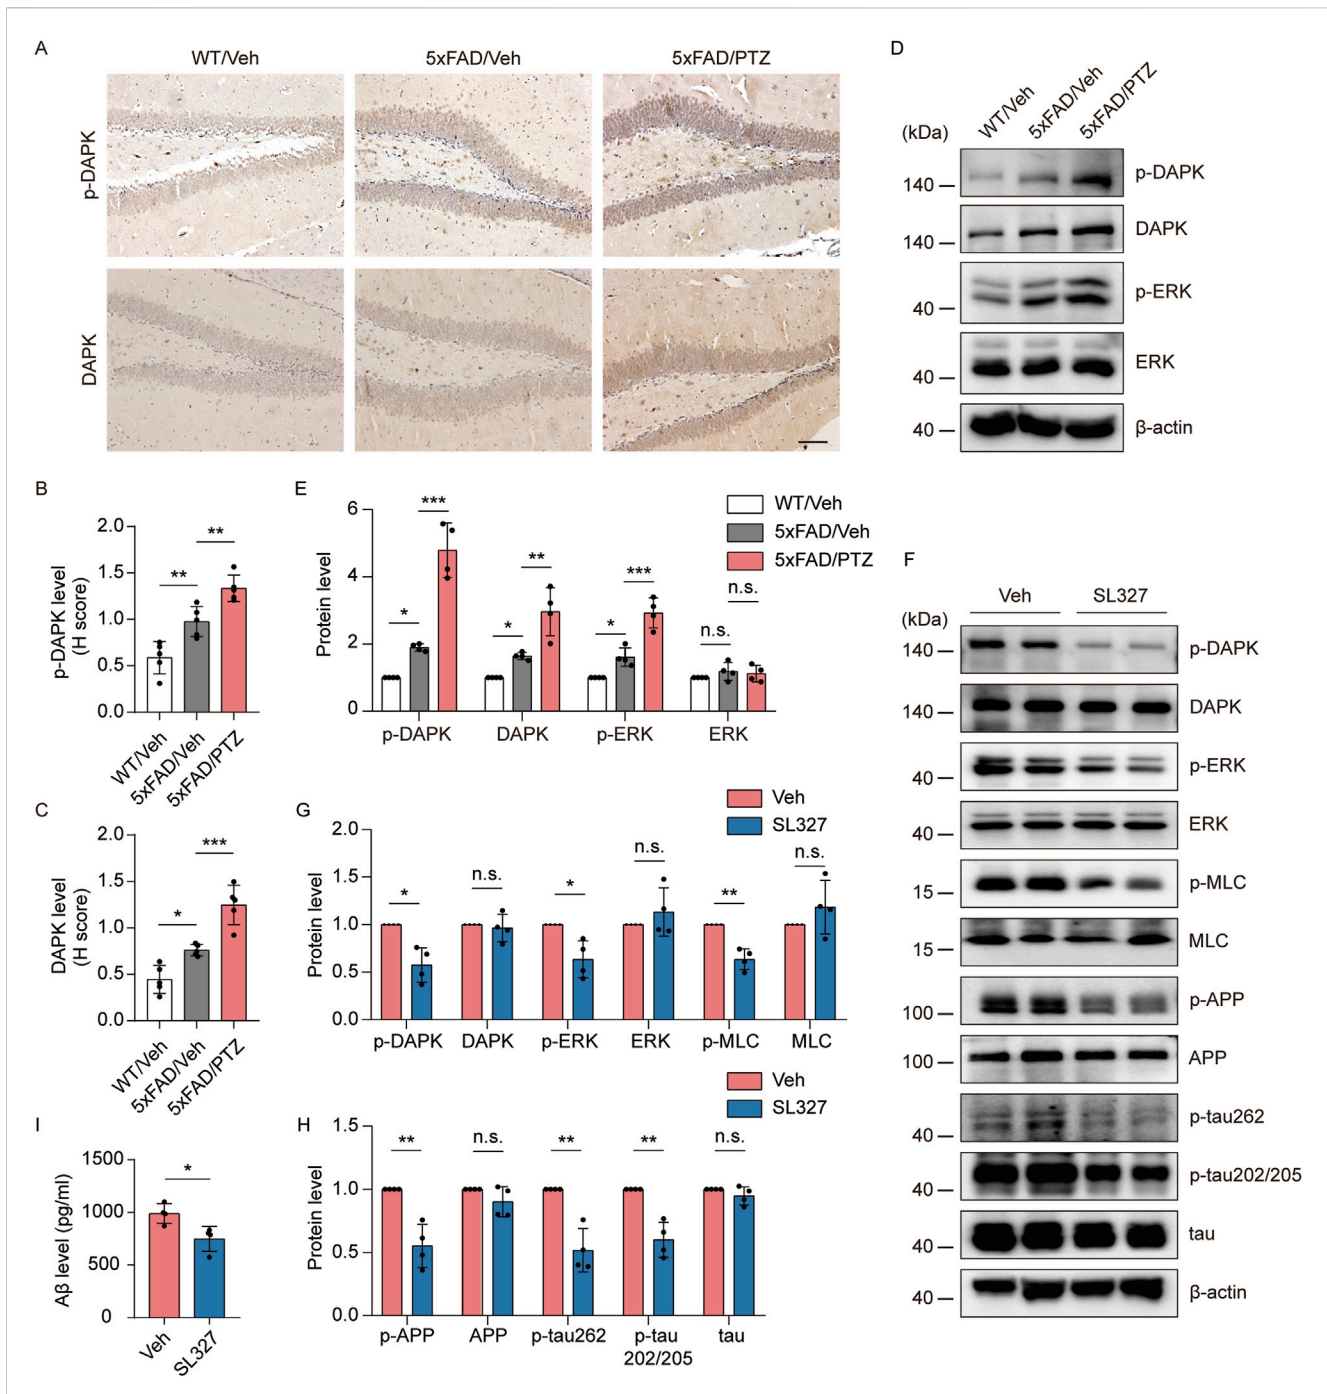 A
WT/Veh
5xFAD/Veh
5xFAD/PTZ
p-DAPK
DAPK
D
WT/Veh
5xFAD/Veh
5xFAD/PTZ
(kDa)
140
p-DAPK
140
DAPK
40
p-ERK
40
ERK
40
β-actin
B
p-DAPK level
(H score)
2.0
1.5
1.0
0.5
0.0
**
**
WT/Veh
5xFAD/Veh
5xFAD/PTZ
E
Protein level
6
4
2
0
*
***
*
**
*
***
n.s.
n.s.
p-DAPK
DAPK
p-ERK
ERK
WT/Veh
5xFAD/Veh
5xFAD/PTZ
C
DAPK level
(H score)
2.0
1.5
1.0
0.5
0.0
*
***
WT/Veh
5xFAD/Veh
5xFAD/PTZ
G
Veh
SL327
Protein level
2.0
1.5
1.0
0.5
0.0
*
n.s.
*
n.s.
**
n.s.
p-DAPK
DAPK
p-ERK
ERK
p-MLC
MLC
F
Veh
SL327
(kDa)
140
p-DAPK
140
DAPK
40
p-ERK
40
ERK
15
p-MLC
15
MLC
100
p-APP
100
APP
40
p-tau262
40
p-tau202/205
40
tau
40
β-actin
I
Aβ level (pg/ml)
1500
1000
500
0
*
Veh
SL327
H
Veh
SL327
Protein level
1.5
1.0
0.5
0.0
**
n.s.
**
**
n.s.
p-APP
APP
p-tau262
p-tau
202/205
tau